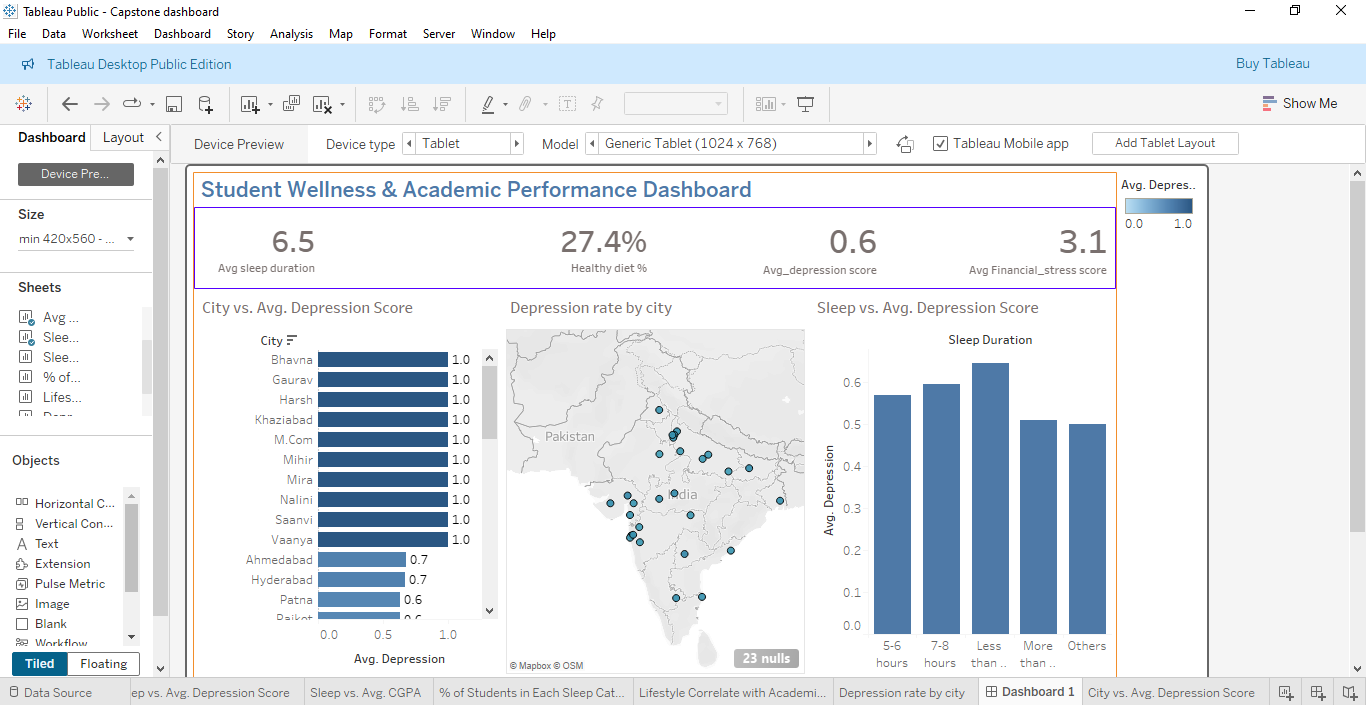 Tableau Public - Capstone dashboard
File Data Worksheet Dashboard Story Analysis Map Format Server Window Help
Tableau Desktop Public Edition
Buy Tableau
Show Me
Dashboard Layout
Device Preview Device type Tablet Model Generic Tablet (1024 x 768) Tableau Mobile app Add Tablet Layout
Device Pre...
Size
min 420x560 - ...
Sheets
Avg ...
Slee...
Slee...
% of...
Lifes...
Objects
Horizontal C...
Vertical Con...
Text
Extension
Pulse Metric
Image
Blank
Workflow
Tiled Floating
Student Wellness & Academic Performance Dashboard
6.5
Avg sleep duration
27.4%
Healthy diet %
0.6
Avg_depression score
3.1
Avg Financial_stress score
Avg. Depres..
0.0 1.0
City vs. Avg. Depression Score
City
Bhavna 1.0
Gaurav 1.0
Harsh 1.0
Khaziabad 1.0
M.Com 1.0
Mihir 1.0
Mira 1.0
Nalini 1.0
Saanvi 1.0
Vaanya 1.0
Ahmedabad 0.7
Hyderabad 0.7
Patna 0.6
Rajkot 0.6
0.0 0.5 1.0
Avg. Depression
Depression rate by city
Pakistan
India
© Mapbox © OSM
23 nulls
Sleep vs. Avg. Depression Score
Sleep Duration
Avg. Depression
0.6
0.5
0.4
0.3
0.2
0.1
0.0
5-6
hours
7-8
hours
Less
than ..
More
than ..
Others
Data Source ep vs. Avg. Depression Score Sleep vs. Avg. CGPA % of Students in Each Sleep Cat... Lifestyle Correlate with Academi... Depression rate by city Dashboard 1 City vs. Avg. Depression Score